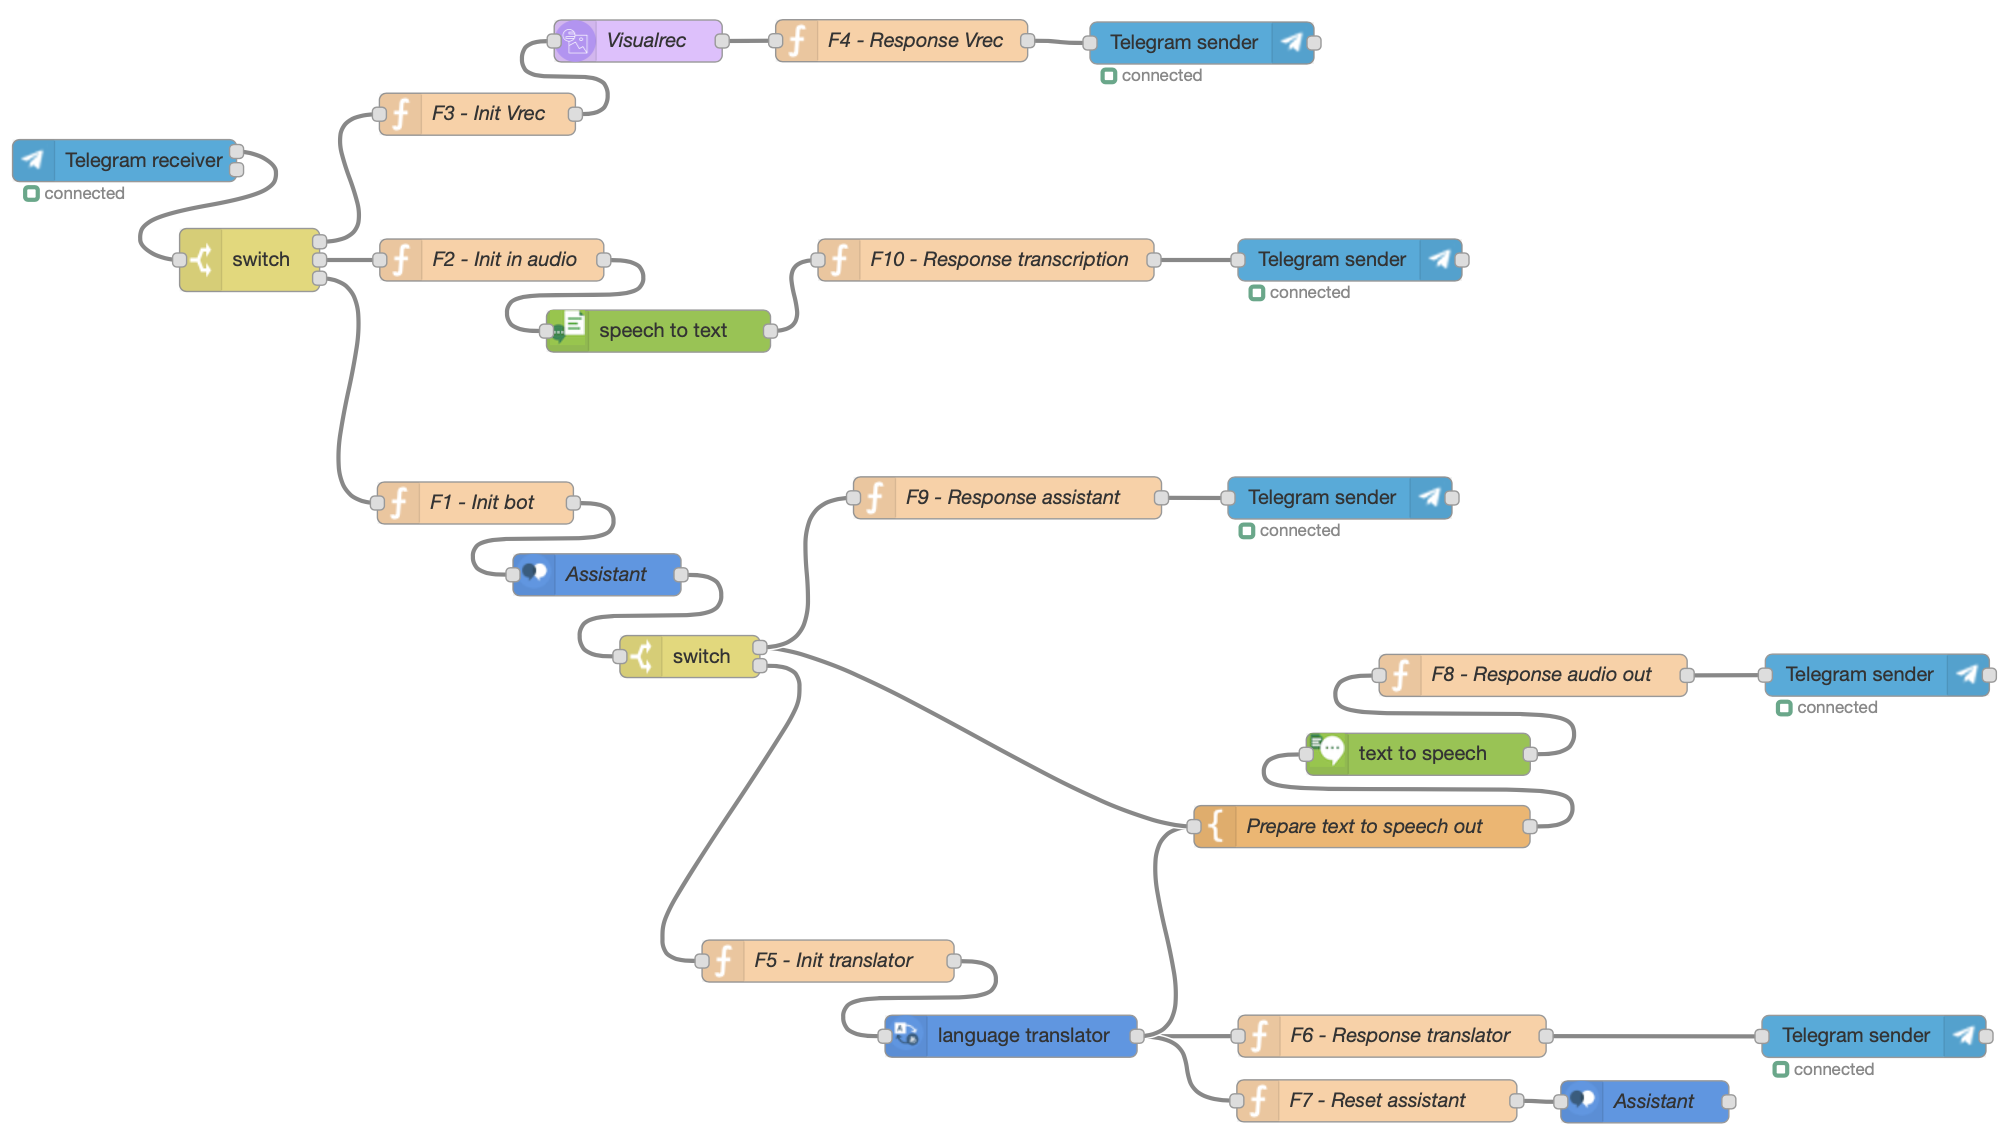 Visualrec
F4 - Response Vrec
Telegram sender
connected
F3 - Init Vrec
Telegram receiver
connected
switch
F2 - Init in audio
F10 - Response transcription
Telegram sender
connected
speech to text
F1 - Init bot
F9 - Response assistant
Telegram sender
connected
Assistant
switch
F8 - Response audio out
Telegram sender
connected
text to speech
Prepare text to speech out
F5 - Init translator
language translator
F6 - Response translator
Telegram sender
connected
F7 - Reset assistant
Assistant